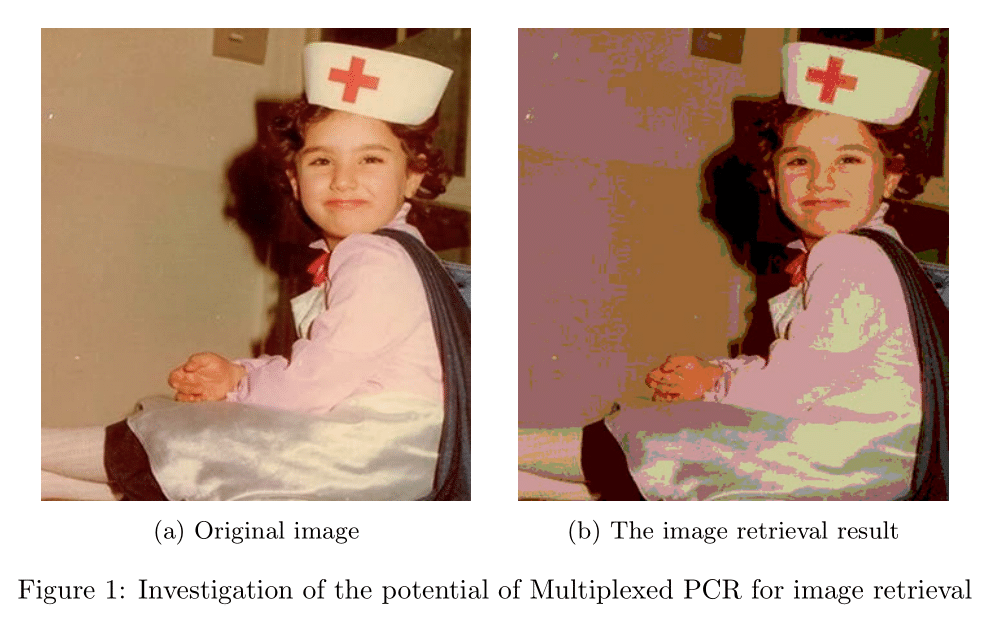 (a) Original image
(b) The image retrieval result
Figure 1: Investigation of the potential of Multiplexed PCR for image retrieval